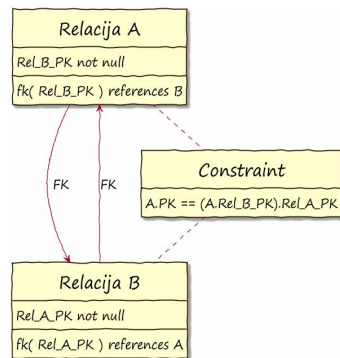 Relacija A
Rel_B_PK not null
fk( Rel_B_PK ) references B
Constraint
A.PK == (A.Rel_B_PK).Rel_A_PK
FK
FK
Relacija B
Rel_A_PK not null
fk( Rel_A_PK ) references A